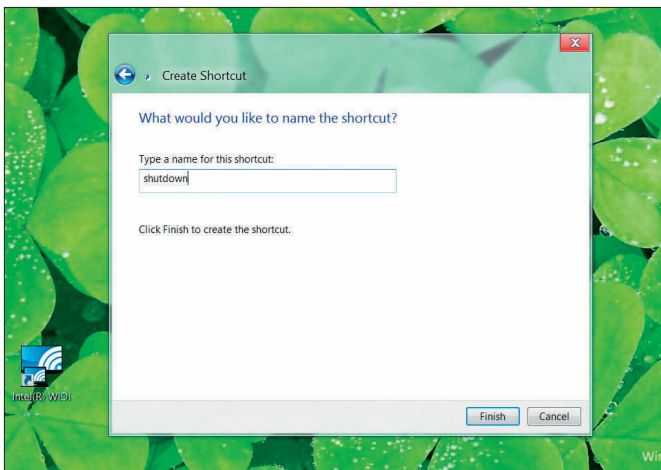 X
Create Shortcut
What would you like to name the shortcut?
Type a name for this shortcut:
shutdown
Click Finish to create the shortcut.
Intel(R) WiDi
Finish
Cancel
Win